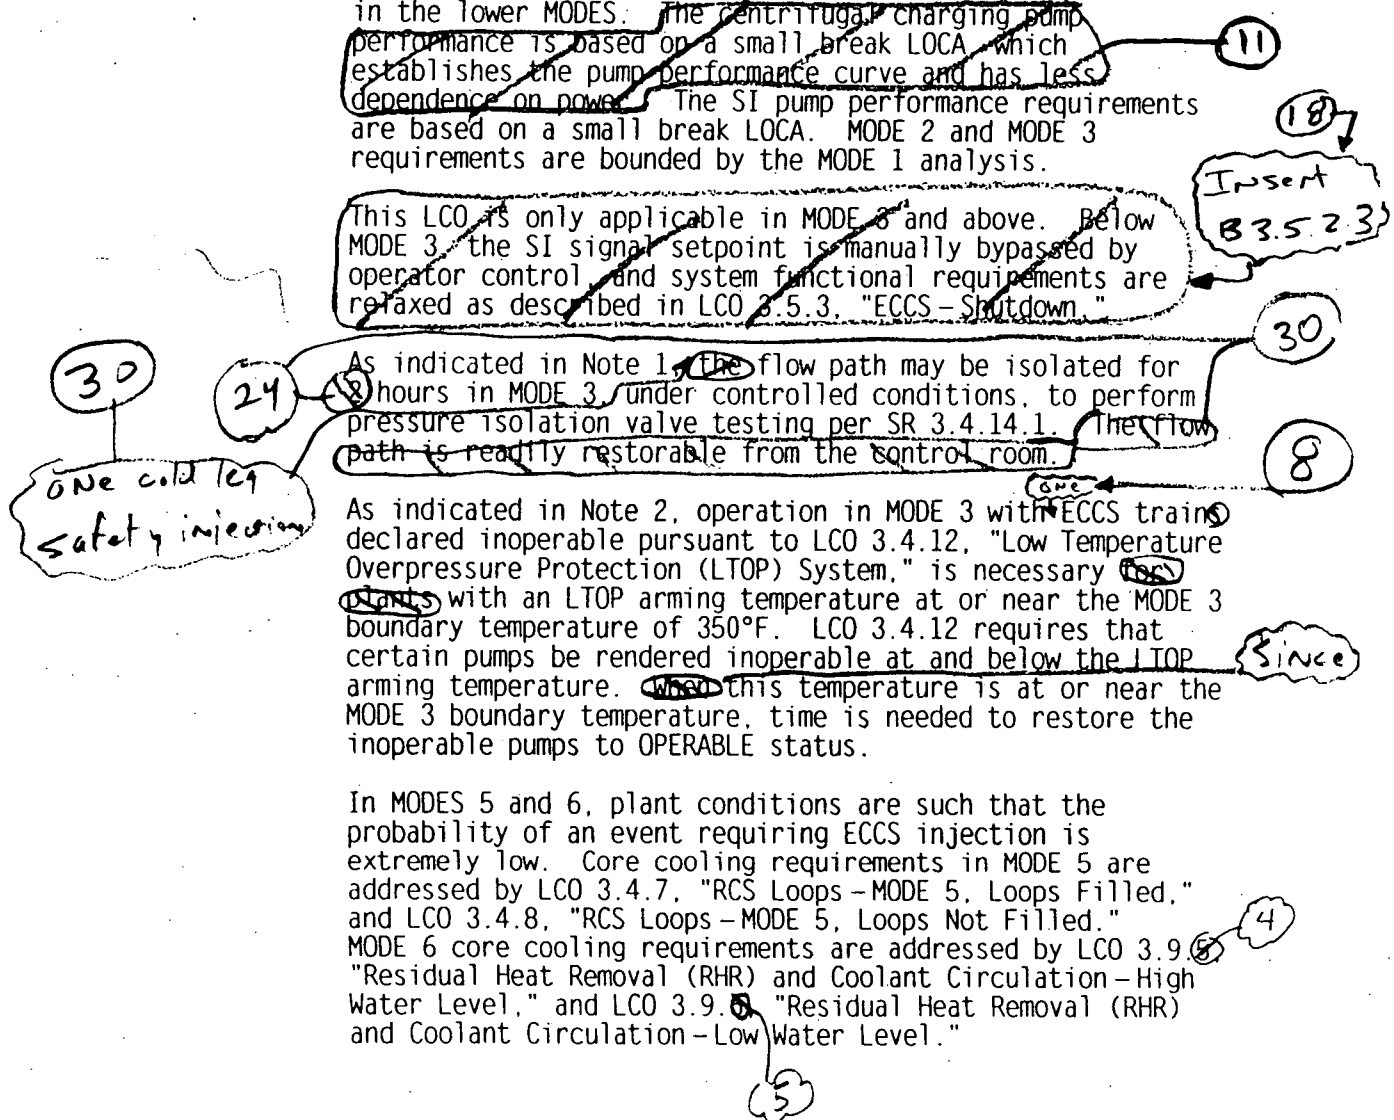 in the lower MODES. The centrifugal charging pump
performance is based on a small break LOCA which
establishes the pump performance curve and has less
dependence on power. The SI pump performance requirements
are based on a small break LOCA. MODE 2 and MODE 3
requirements are bounded by the MODE 1 analysis.
11
18
Insert
B 3.5.2.3
This LCO is only applicable in MODE 3 and above. Below
MODE 3, the SI signal setpoint is manually bypassed by
operator control, and system functional requirements are
relaxed as described in LCO 3.5.3, "ECCS–Shutdown."
30
30
24
As indicated in Note 1, the flow path may be isolated for
2 hours in MODE 3, under controlled conditions, to perform
pressure isolation valve testing per SR 3.4.14.1. The flow
path is readily restorable from the control room.
ONE cold leg
safety injection
8
ONE
As indicated in Note 2, operation in MODE 3 with ECCS trains
declared inoperable pursuant to LCO 3.4.12, "Low Temperature
Overpressure Protection (LTOP) System," is necessary for
plants with an LTOP arming temperature at or near the MODE 3
boundary temperature of 350°F. LCO 3.4.12 requires that
certain pumps be rendered inoperable at and below the LTOP
arming temperature. When this temperature is at or near the
MODE 3 boundary temperature, time is needed to restore the
inoperable pumps to OPERABLE status.
SiNce
In MODES 5 and 6, plant conditions are such that the
probability of an event requiring ECCS injection is
extremely low. Core cooling requirements in MODE 5 are
addressed by LCO 3.4.7, "RCS Loops–MODE 5, Loops Filled,"
and LCO 3.4.8, "RCS Loops–MODE 5, Loops Not Filled."
MODE 6 core cooling requirements are addressed by LCO 3.9.5
"Residual Heat Removal (RHR) and Coolant Circulation–High
Water Level," and LCO 3.9. "Residual Heat Removal (RHR)
and Coolant Circulation–Low Water Level."
4
5